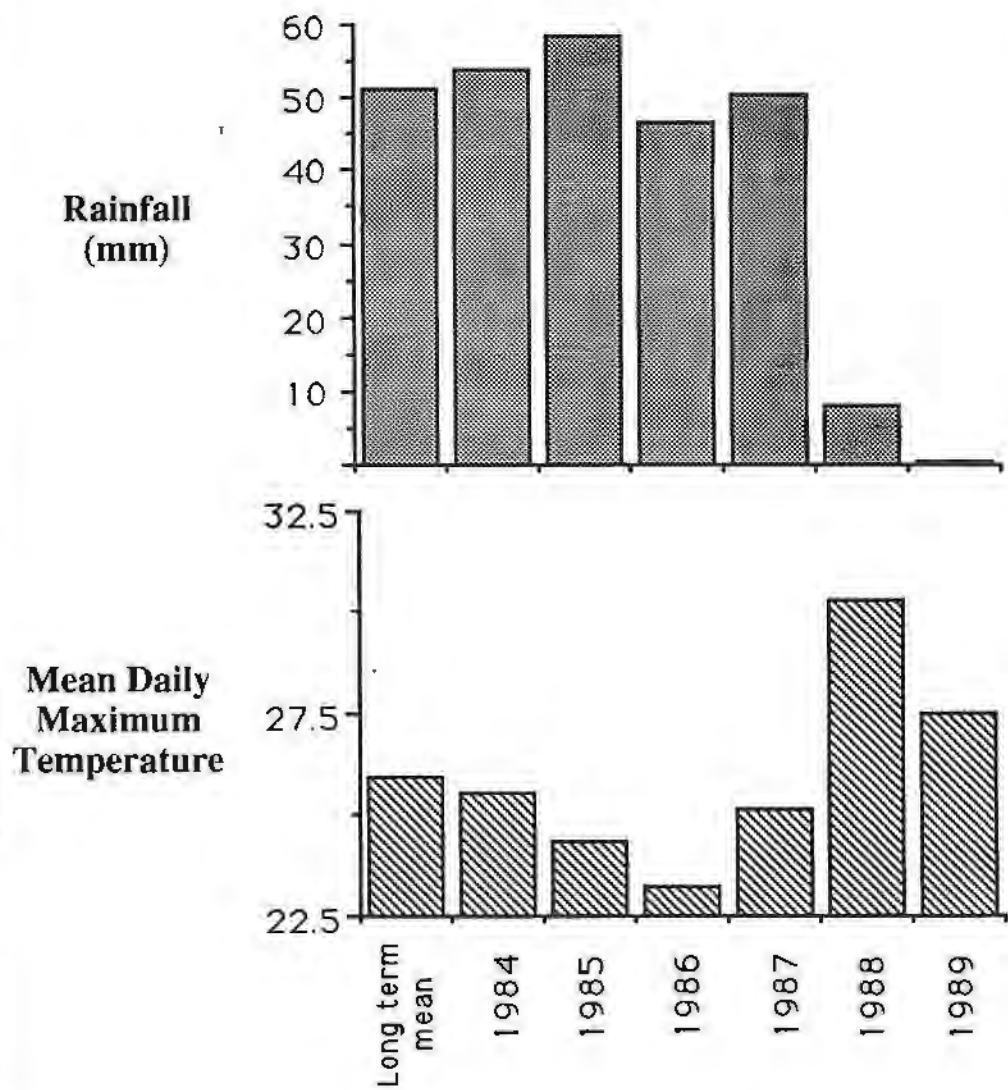 60
50
40
30
20
10
Rainfall
(mm)
32.5
27.5
22.5
Mean Daily
Maximum
Temperature
Long term
mean
1984
1985
1986
1987
1988
1989